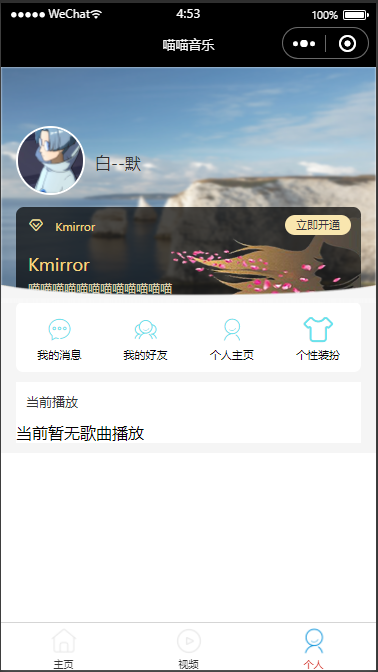 WeChat 4:53 100%
喵喵音乐
白--默
Kmirror 立即开通
Kmirror
喵喵喵喵喵喵喵喵喵喵喵喵
我的消息 我的好友 个人主页 个性装扮
当前播放
当前暂无歌曲播放
主页 视频 个人